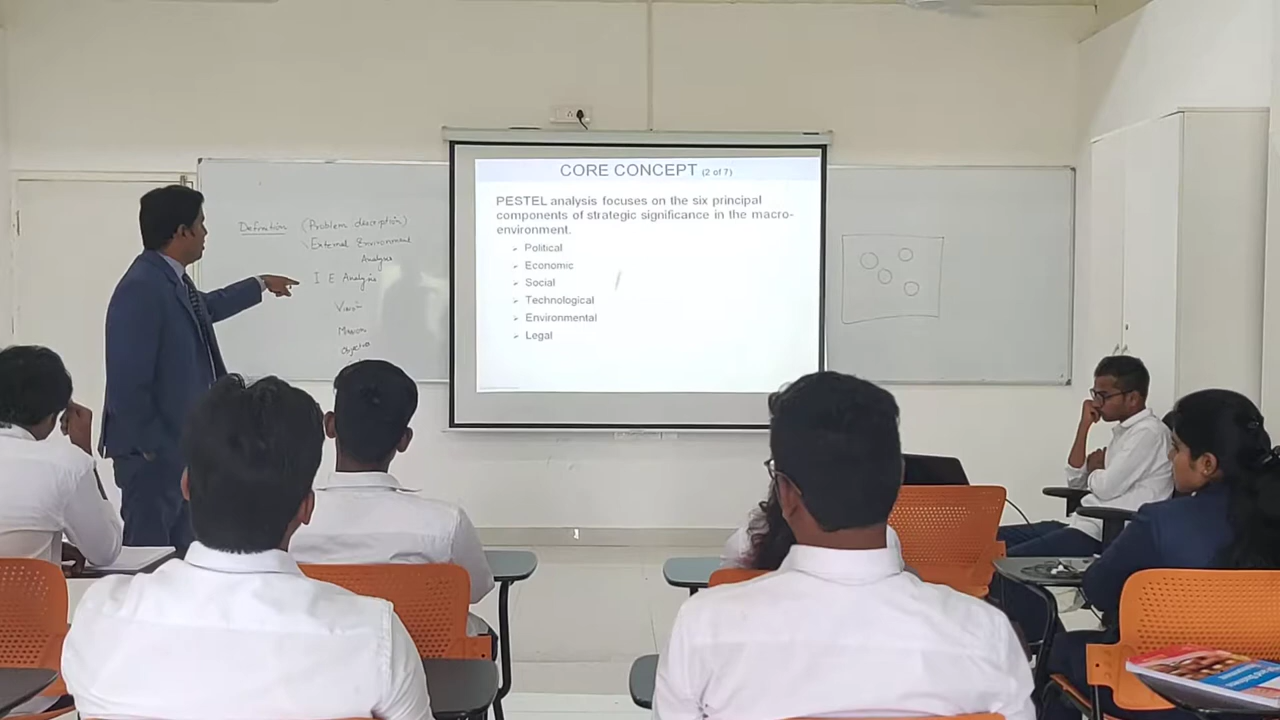 Definition (Problem description)
External Environment
Analysis
I E Analysis
Vision
Mission
Objective
CORE CONCEPT (2 of 7)
PESTEL analysis focuses on the six principal
components of strategic significance in the macro-
environment.
➢ Political
➢ Economic
➢ Social
➢ Technological
➢ Environmental
➢ Legal